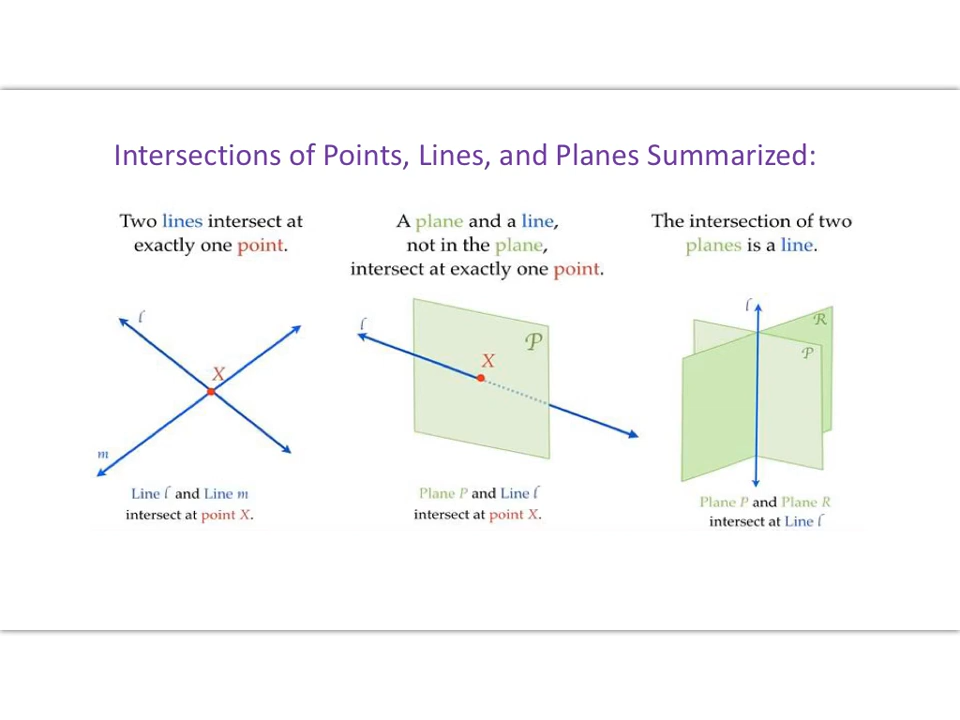 Intersections of Points, Lines, and Planes Summarized:
Two lines intersect at
exactly one point.
A plane and a line,
not in the plane,
intersect at exactly one point.
The intersection of two
planes is a line.
l
X
m
Line l and Line m
intersect at point X.
l
P
X
Plane P and Line l
intersect at point X.
l
R
P
Plane P and Plane R
intersect at Line l